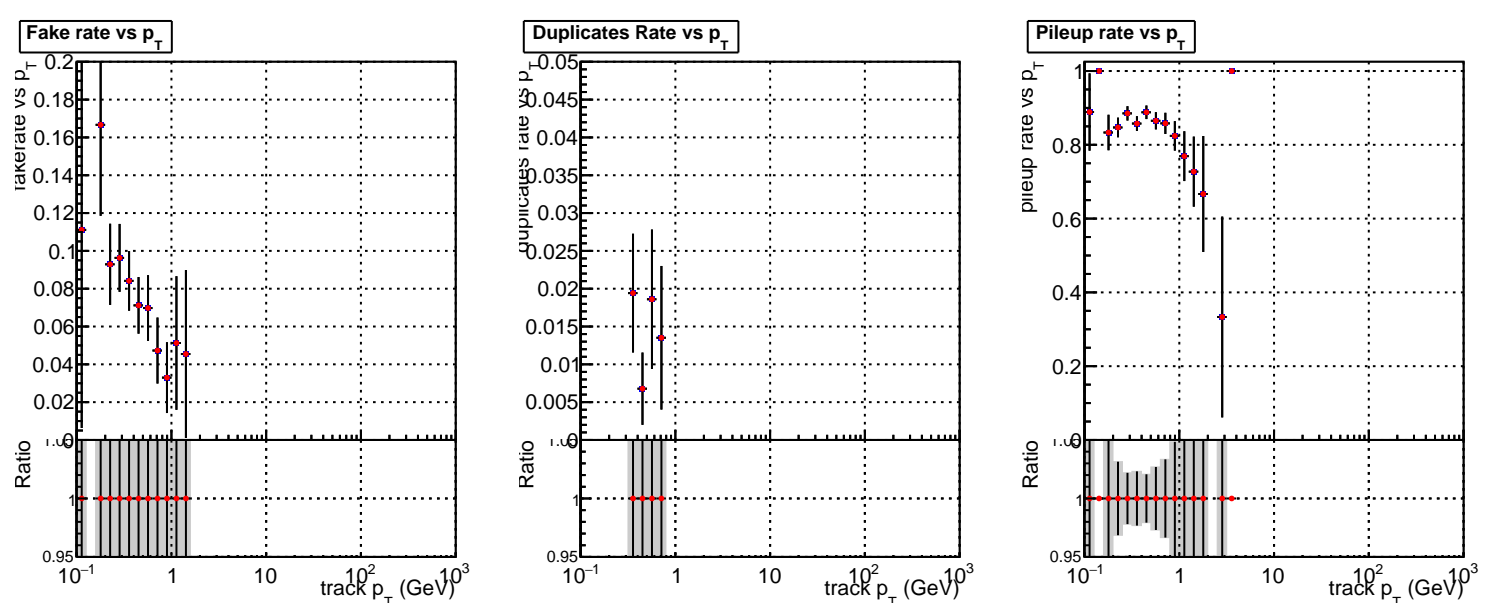 Fake rate vs p_T
fakerate vs p_T
0.2
0.18
0.16
0.14
0.12
0.1
0.08
0.06
0.04
0.02
0
Ratio
1
0.95
10^−1 1 10 10^2 10^3
track p_T (GeV)
Duplicates Rate vs p_T
duplicates rate vs p_T
0.05
0.045
0.04
0.035
0.03
0.025
0.02
0.015
0.01
0.005
0
Ratio
1
0.95
10^−1 1 10 10^2 10^3
track p_T (GeV)
Pileup rate vs p_T
pileup rate vs p_T
1
0.8
0.6
0.4
0.2
0
Ratio
1
0.95
10^−1 1 10 10^2 10^3
track p_T (GeV)